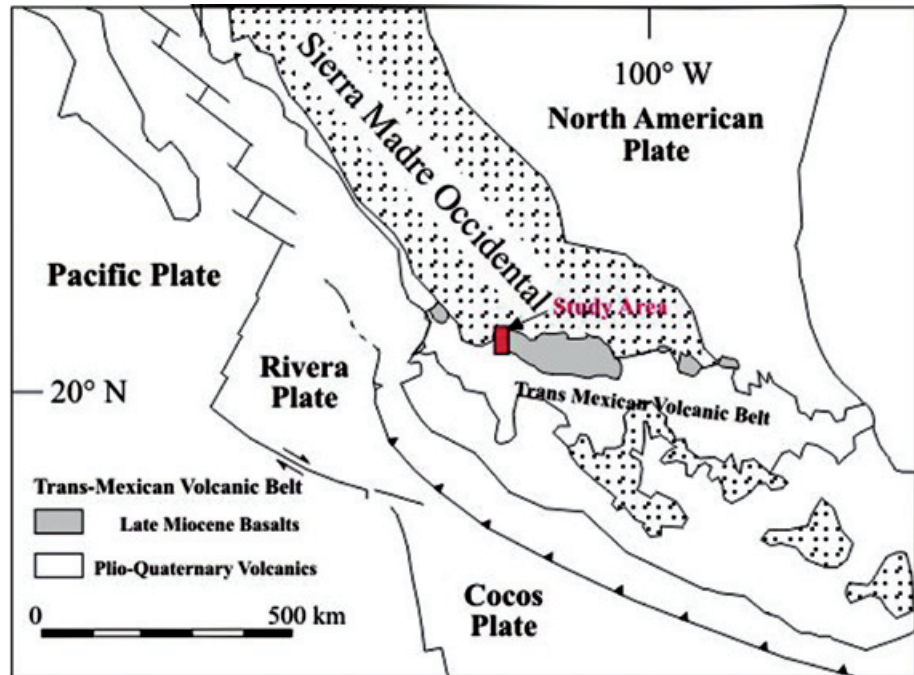 100° W
North American
Plate
Sierra Madre Occidental
Pacific Plate
Study Area
Rivera
Plate
20° N
Trans Mexican Volcanic Belt
Trans-Mexican Volcanic Belt
Late Miocene Basalts
Plio-Quaternary Volcanics
0 500 km
Cocos
Plate